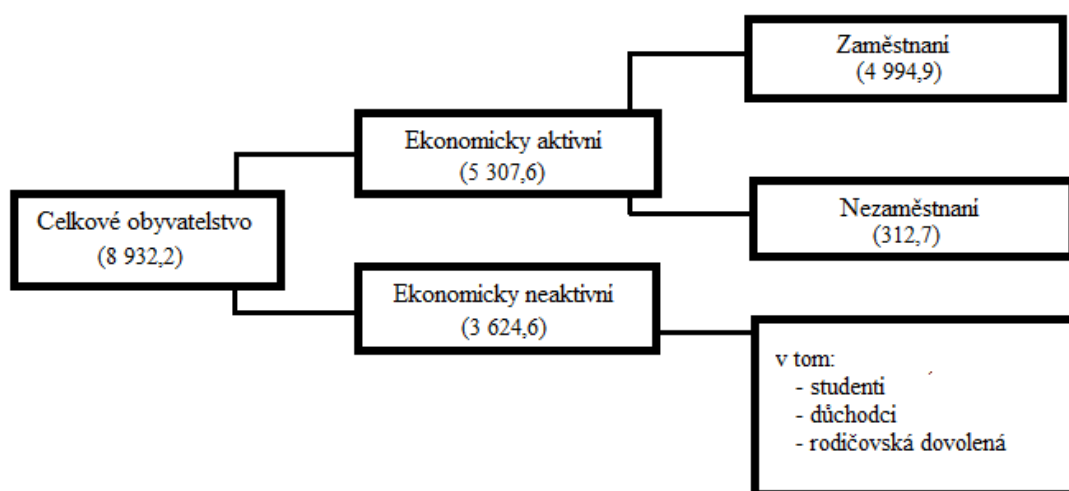 Celkové obyvatelstvo
(8 932,2)
Ekonomicky aktivní
(5 307,6)
Zaměstnaní
(4 994,9)
Nezaměstnaní
(312,7)
Ekonomicky neaktivní
(3 624,6)
v tom:
- studenti
- důchodci
- rodičovská dovolená